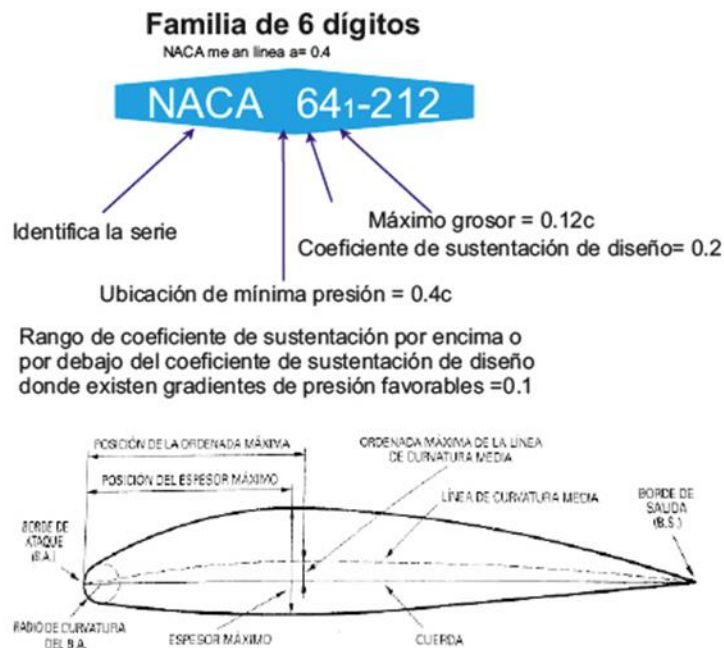 Familia de 6 dígitos
NACA me an linea a= 0.4
NACA 641-212
Identifica la serie
Máximo grosor = 0.12c
Coeficiente de sustentación de diseño= 0.2
Ubicación de mínima presión = 0.4c
Rango de coeficiente de sustentación por encima o
por debajo del coeficiente de sustentación de diseño
donde existen gradientes de presión favorables =0.1
POSICIÓN DE LA ORDENADA MÁXIMA
ORDENADA MÁXIMA DE LA LÍNEA
DE CURVATURA MEDIA
POSICIÓN DEL ESPESOR MÁXIMO
LÍNEA DE CURVATURA MEDIA
BORDE DE
SALIDA
(B.S.)
BORDE DE
ATAQUE
(B.A.)
RADIO DE CURVATURA
DEL B.A.
ESPESOR MÁXIMO
CUERDA